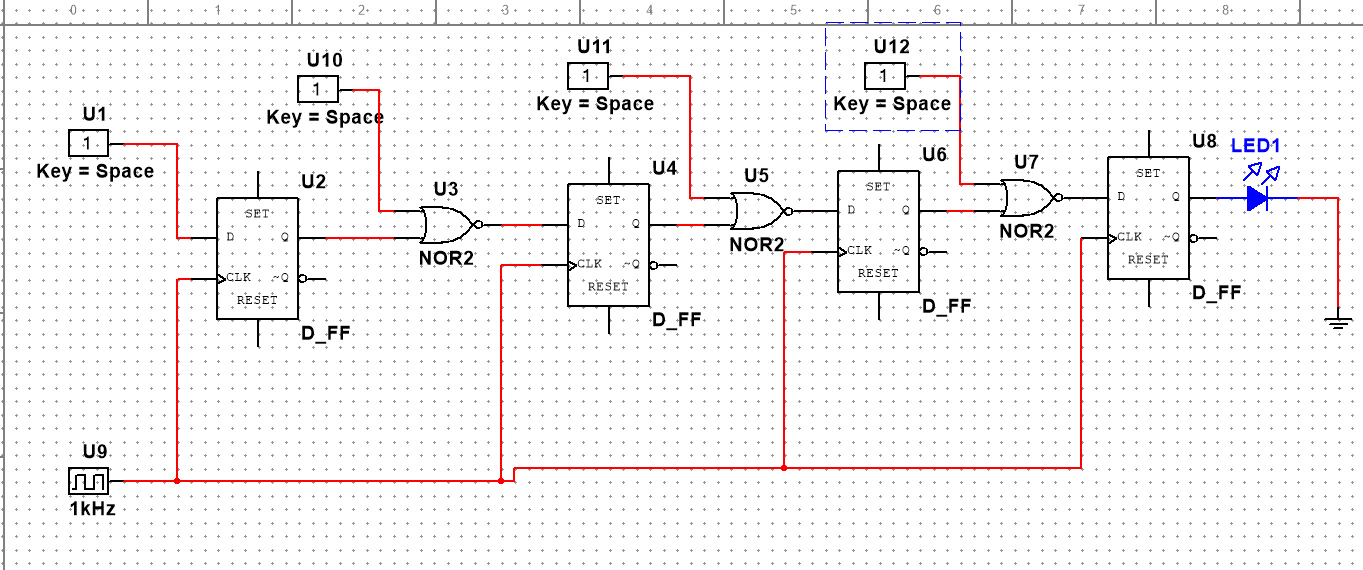 0 1 2 3 4 5 6 7 8
U10
1
Key = Space
U11
1
Key = Space
U12
1
Key = Space
U1
1
Key = Space
U2
SET
D Q
CLK ~Q
RESET
D_FF
U3
NOR2
U4
SET
D Q
CLK ~Q
RESET
D_FF
U5
NOR2
U6
SET
D Q
CLK ~Q
RESET
D_FF
U7
NOR2
U8
SET
D Q
CLK ~Q
RESET
D_FF
LED1
U9
1kHz